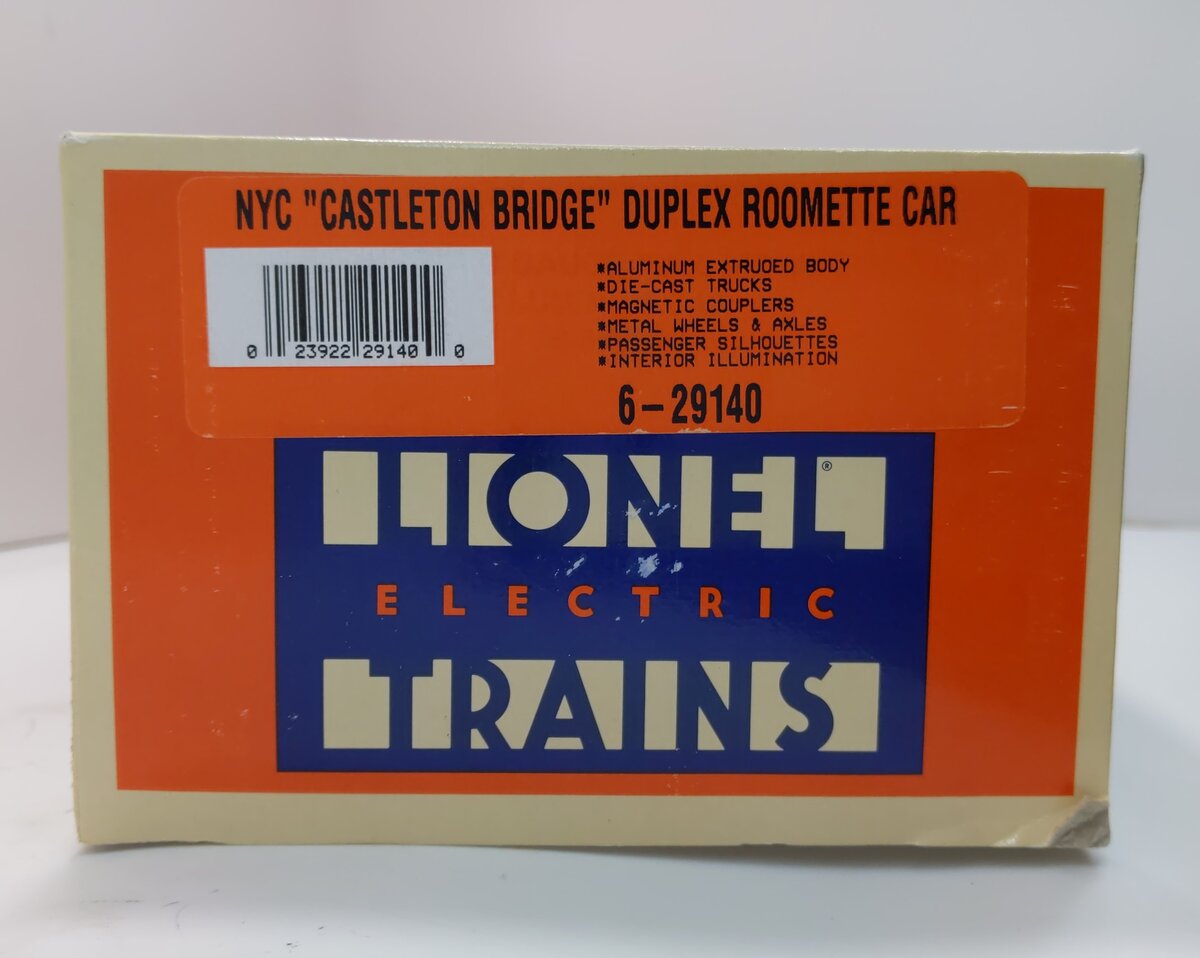 NYC "CASTLETON BRIDGE" DUPLEX ROOMETTE CAR
*ALUMINUM EXTRUOED BODY
*DIE-CAST TRUCKS
*MAGNETIC COUPLERS
*METAL WHEELS & AXLES
*PASSENGER SILHOUETTES
*INTERIOR ILLUMINATION
0 23922 29140 0
6-29140
LIONEL®
ELECTRIC
TRAINS